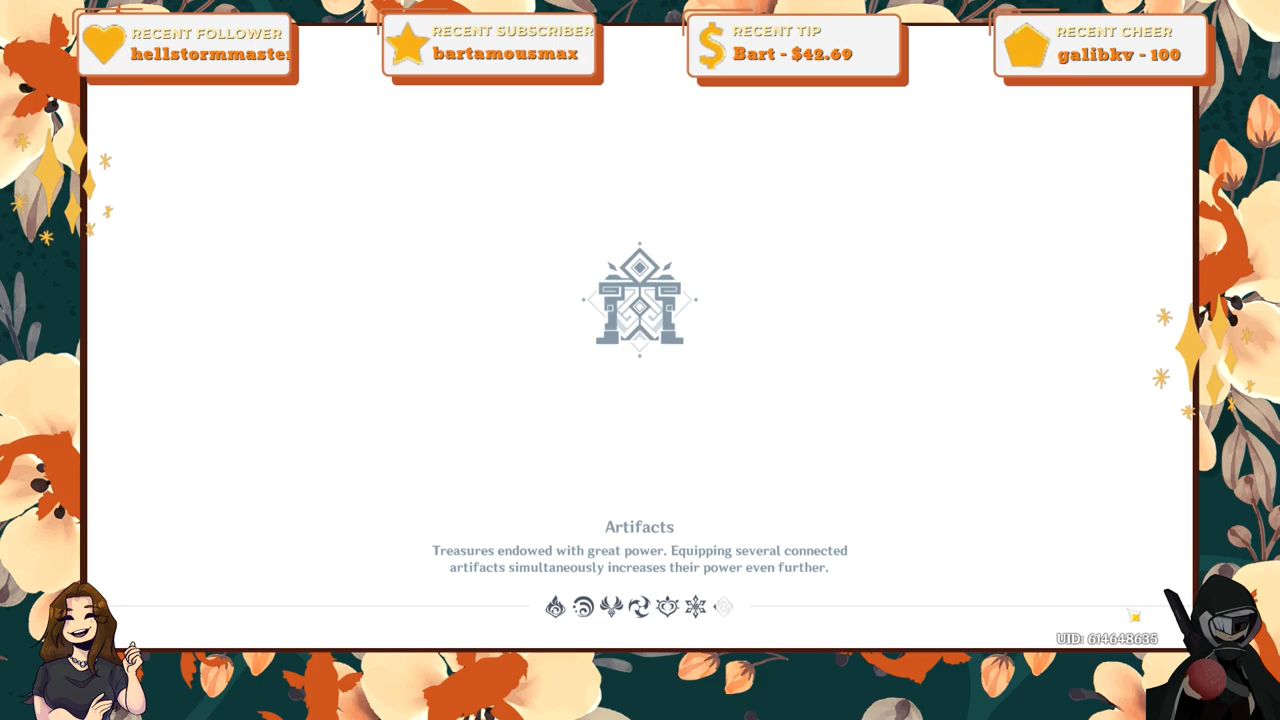 RECENT FOLLOWER
hellstormmaster
RECENT SUBSCRIBER
bartamousmax
RECENT TIP
Bart - $42.69
RECENT CHEER
galibkv - 100
Artifacts
Treasures endowed with great power. Equipping several connected
artifacts simultaneously increases their power even further.
UID: 614648635